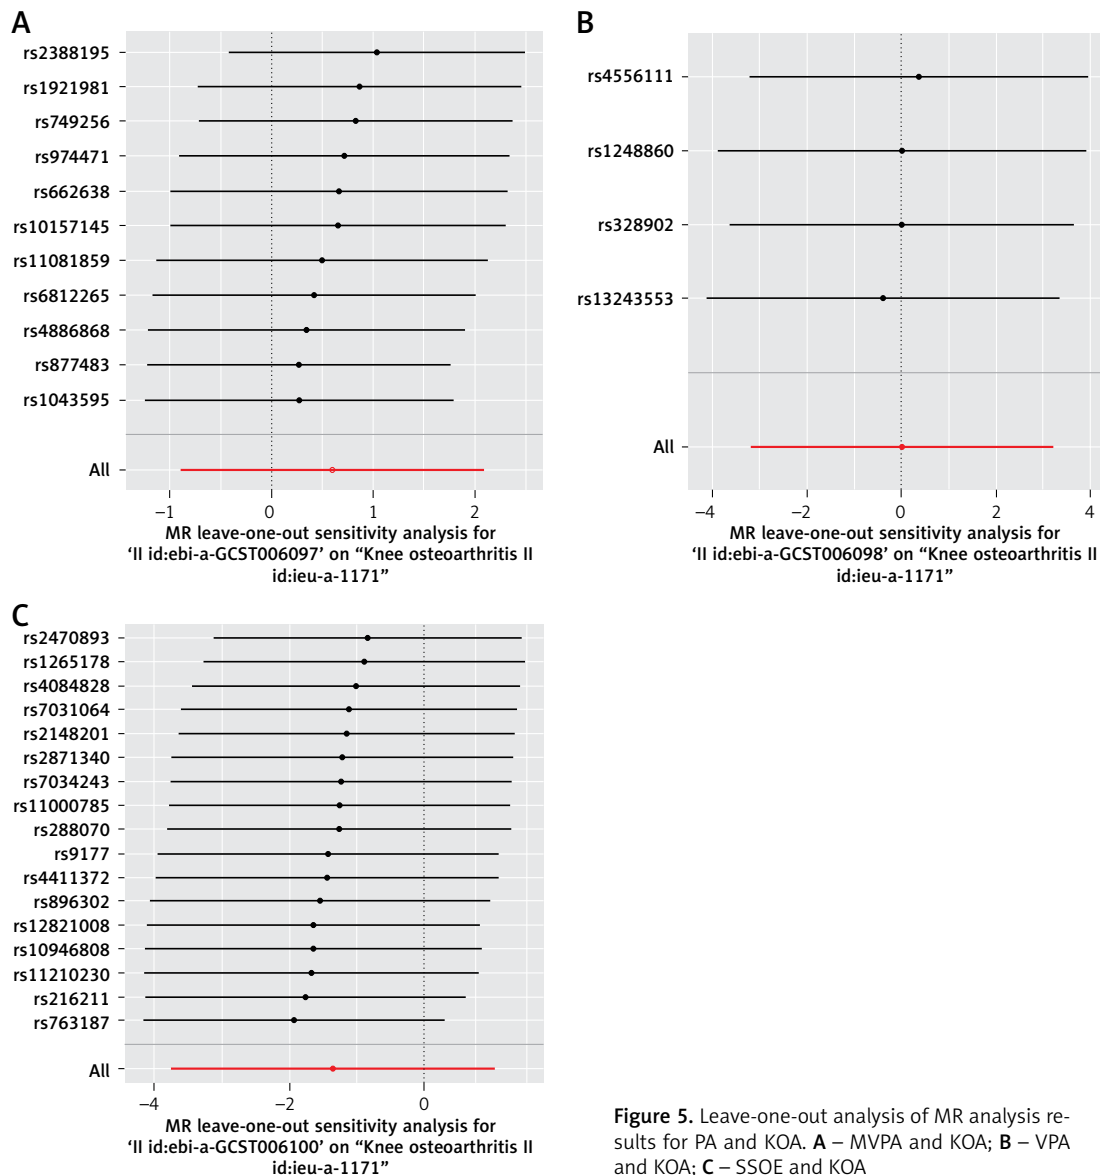 A
rs2388195
rs1921981
rs749256
rs974471
rs662638
rs10157145
rs11081859
rs6812265
rs4886868
rs877483
rs1043595
All
−1 0 1 2
MR leave-one-out sensitivity analysis for
'II id:ebi-a-GCST006097' on “Knee osteoarthritis II
id:ieu-a-1171”
B
rs4556111
rs1248860
rs328902
rs13243553
All
−4 −2 0 2 4
MR leave-one-out sensitivity analysis for
'II id:ebi-a-GCST006098' on “Knee osteoarthritis II
id:ieu-a-1171”
C
rs2470893
rs1265178
rs4084828
rs7031064
rs2148201
rs2871340
rs7034243
rs11000785
rs288070
rs9177
rs4411372
rs896302
rs12821008
rs10946808
rs11210230
rs216211
rs763187
All
−4 −2 0
MR leave-one-out sensitivity analysis for
'II id:ebi-a-GCST006100' on “Knee osteoarthritis II
id:ieu-a-1171”
Figure 5. Leave-one-out analysis of MR analysis re-
sults for PA and KOA. A – MVPA and KOA; B – VPA
and KOA; C – SSOE and KOA